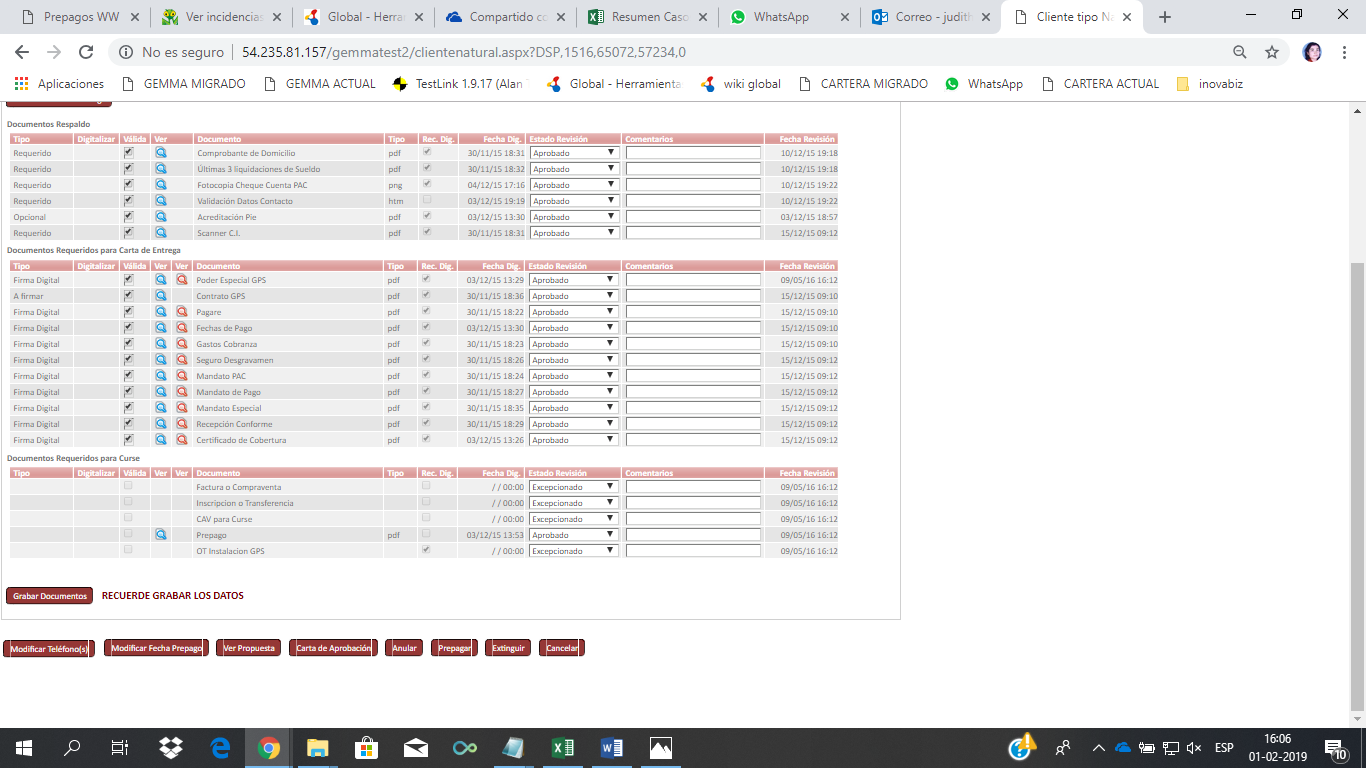 Prepagos WW
Ver incidencias
Global - Herra
Compartido co
Resumen Caso
WhatsApp
Correo - judith
Cliente tipo Na
No es seguro 54.235.81.157/gemmatest2/clientenatural.aspx?DSP,1516,65072,57234,0
Aplicaciones GEMMA MIGRADO GEMMA ACTUAL TestLink 1.9.17 (Alan Global - Herramienta wiki global CARTERA MIGRADO WhatsApp CARTERA ACTUAL inovabiz
Documentos Respaldo
Tipo Digitalizar Válida Ver Documento Tipo Rec. Dig. Fecha Dig. Estado Revisión Comentarios Fecha Revisión
Requerido Comprobante de Domicilio pdf 30/11/15 18:31 Aprobado 10/12/15 19:18
Requerido Últimas 3 liquidaciones de Sueldo pdf 30/11/15 18:32 Aprobado 10/12/15 19:18
Requerido Fotocopia Cheque Cuenta PAC png 04/12/15 17:16 Aprobado 10/12/15 19:22
Requerido Validación Datos Contacto htm 03/12/15 19:19 Aprobado 10/12/15 19:22
Opcional Acreditación Pie pdf 03/12/15 13:30 Aprobado 03/12/15 18:57
Requerido Scanner C.I. pdf 30/11/15 18:31 Aprobado 15/12/15 09:12
Documentos Requeridos para Carta de Entrega
Tipo Digitalizar Válida Ver Ver Documento Tipo Rec. Dig. Fecha Dig. Estado Revisión Comentarios Fecha Revisión
Firma Digital Poder Especial GPS pdf 03/12/15 13:29 Aprobado 09/05/16 16:12
A firmar Contrato GPS pdf 30/11/15 18:36 Aprobado 15/12/15 09:10
Firma Digital Pagare pdf 30/11/15 18:22 Aprobado 15/12/15 09:10
Firma Digital Fechas de Pago pdf 03/12/15 13:30 Aprobado 15/12/15 09:10
Firma Digital Gastos Cobranza pdf 30/11/15 18:23 Aprobado 15/12/15 09:10
Firma Digital Seguro Desgravamen pdf 30/11/15 18:26 Aprobado 15/12/15 09:12
Firma Digital Mandato PAC pdf 30/11/15 18:24 Aprobado 15/12/15 09:12
Firma Digital Mandato de Pago pdf 30/11/15 18:27 Aprobado 15/12/15 09:12
Firma Digital Mandato Especial pdf 30/11/15 18:35 Aprobado 15/12/15 09:12
Firma Digital Recepción Conforme pdf 30/11/15 18:29 Aprobado 15/12/15 09:12
Firma Digital Certificado de Cobertura pdf 03/12/15 13:26 Aprobado 15/12/15 09:12
Documentos Requeridos para Curse
Tipo Digitalizar Válida Ver Ver Documento Tipo Rec. Dig. Fecha Dig. Estado Revisión Comentarios Fecha Revisión
Factura o Compraventa / / 00:00 Excepcionado 09/05/16 16:12
Inscripcion o Transferencia / / 00:00 Excepcionado 09/05/16 16:12
CAV para Curse / / 00:00 Excepcionado 09/05/16 16:12
Prepago pdf 03/12/15 13:53 Aprobado 09/05/16 16:12
OT Instalacion GPS / / 00:00 Excepcionado 09/05/16 16:12
Grabar Documentos RECUERDE GRABAR LOS DATOS
Modificar Teléfono(s) Modificar Fecha Prepago Ver Propuesta Carta de Aprobación Anular Prepagar Extinguir Cancelar
ESP
16:06
01-02-2019
10